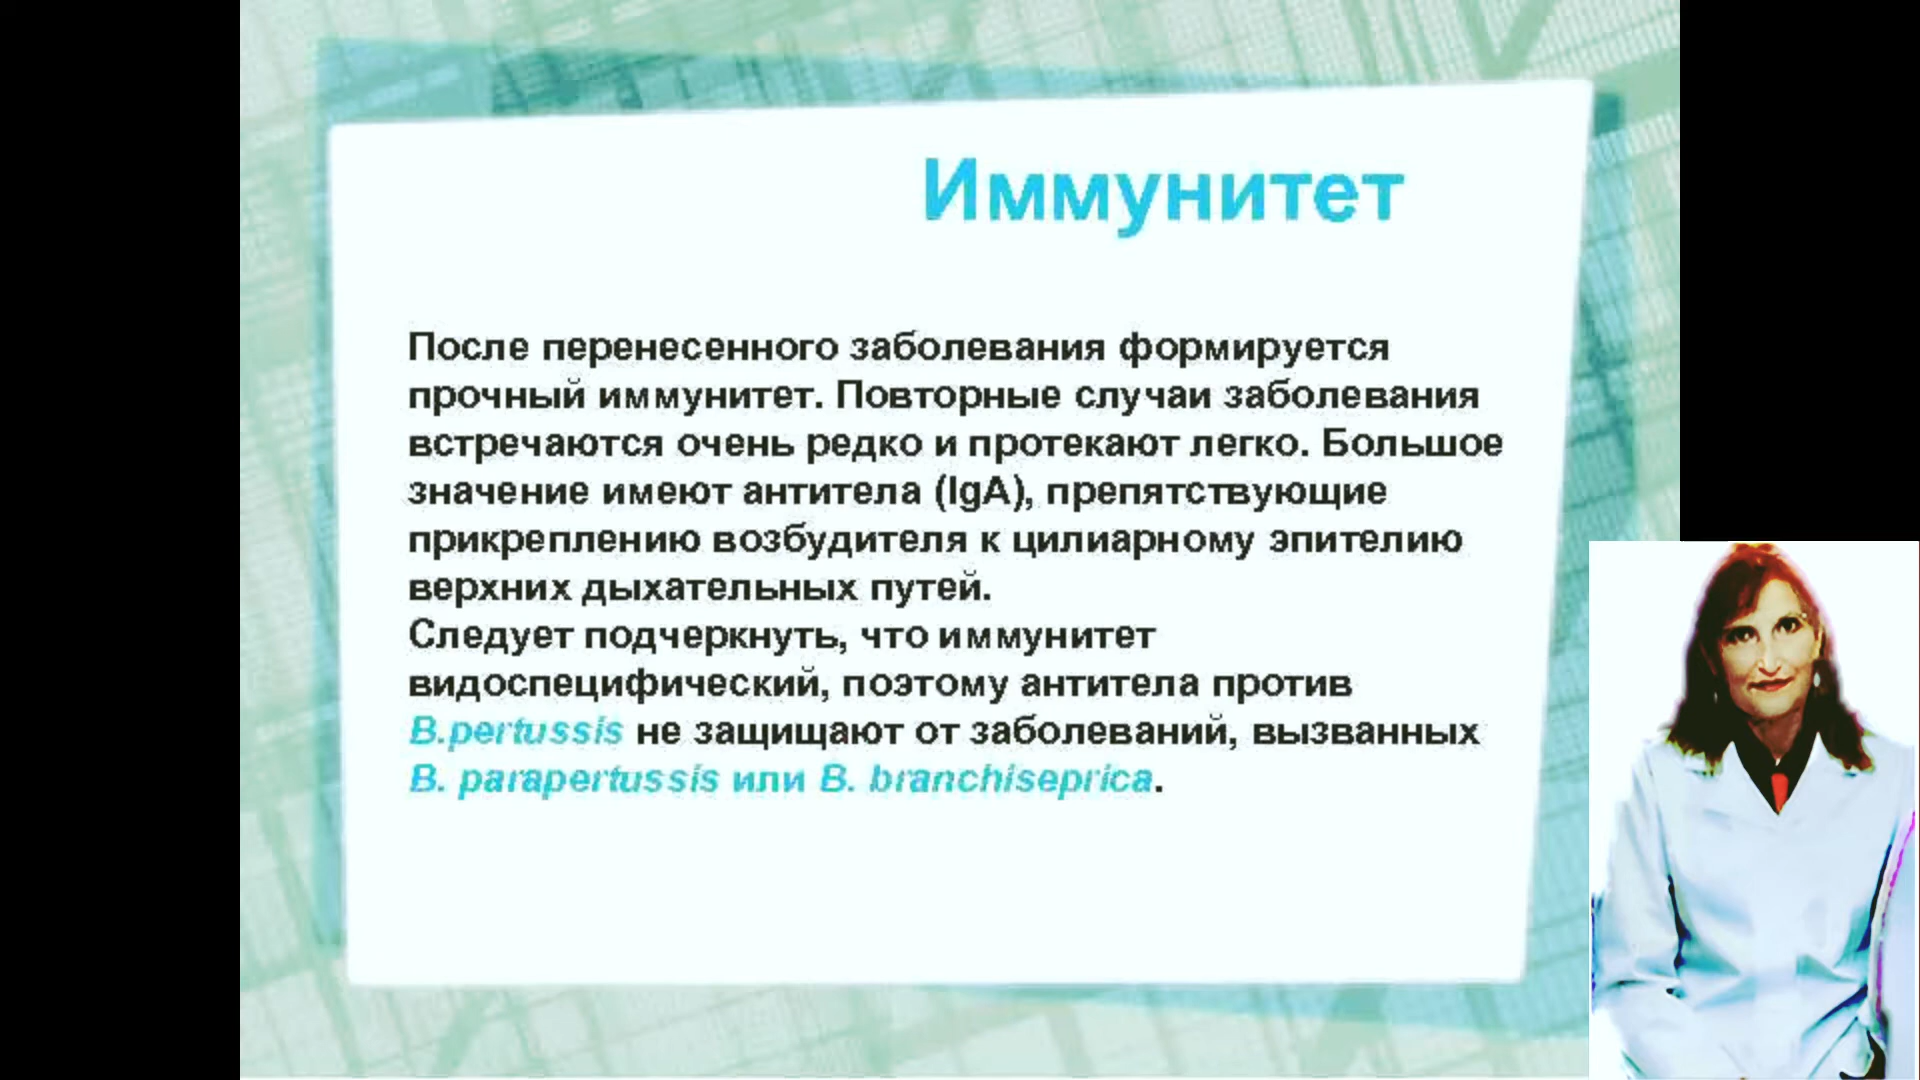 Иммунитет
После перенесенного заболевания формируется
прочный иммунитет. Повторные случаи заболевания
встречаются очень редко и протекают легко. Большое
значение имеют антитела (IgA), препятствующие
прикреплению возбудителя к цилиарному эпителию
верхних дыхательных путей.
Следует подчеркнуть, что иммунитет
видоспецифический, поэтому антитела против
B.pertussis не защищают от заболеваний, вызванных
B. parapertussis или B. branchiseprica.